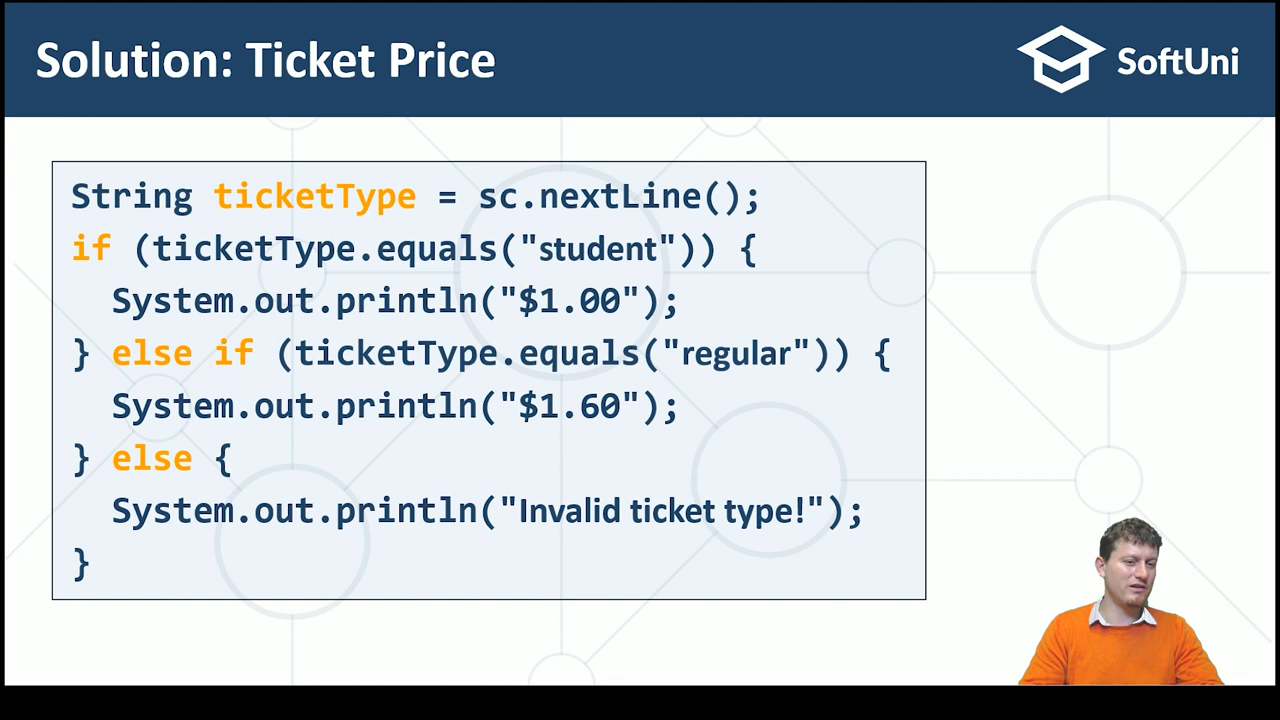 Solution: Ticket Price
SoftUni
String ticketType = sc.nextLine();
if (ticketType.equals("student")) {
  System.out.println("$1.00");
} else if (ticketType.equals("regular")) {
  System.out.println("$1.60");
} else {
  System.out.println("Invalid ticket type!");
}